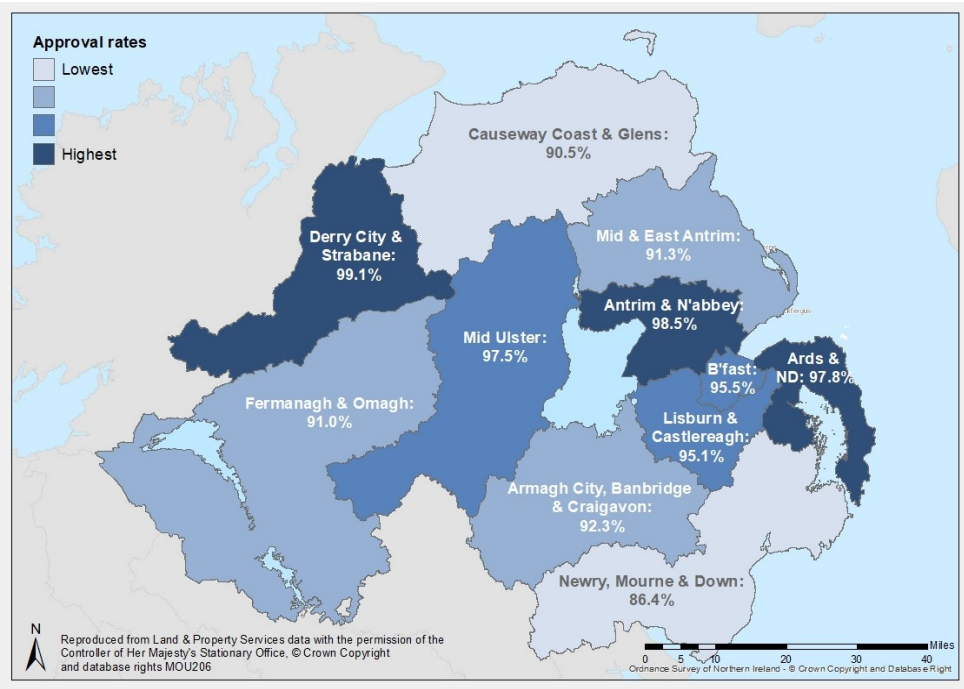 Approval rates
Lowest
Highest
Causeway Coast & Glens:
90.5%
Derry City &
Strabane:
99.1%
Mid & East Antrim:
91.3%
Antrim & N'abbey:
98.5%
Mid Ulster:
97.5%
Ards &
ND: 97.8%
B'fast:
95.5%
Fermanagh & Omagh:
91.0%
Lisburn &
Castlereagh:
95.1%
Armagh City, Banbridge
& Craigavon:
92.3%
Newry, Mourne & Down:
86.4%
N
Reproduced from Land & Property Services data with the permission of the
Controller of Her Majesty's Stationary Office, © Crown Copyright
and database rights MOU206
Miles
0 5 10 20 30 40
Ordnance Survey of Northern Ireland - © Crown Copyright and Database Right